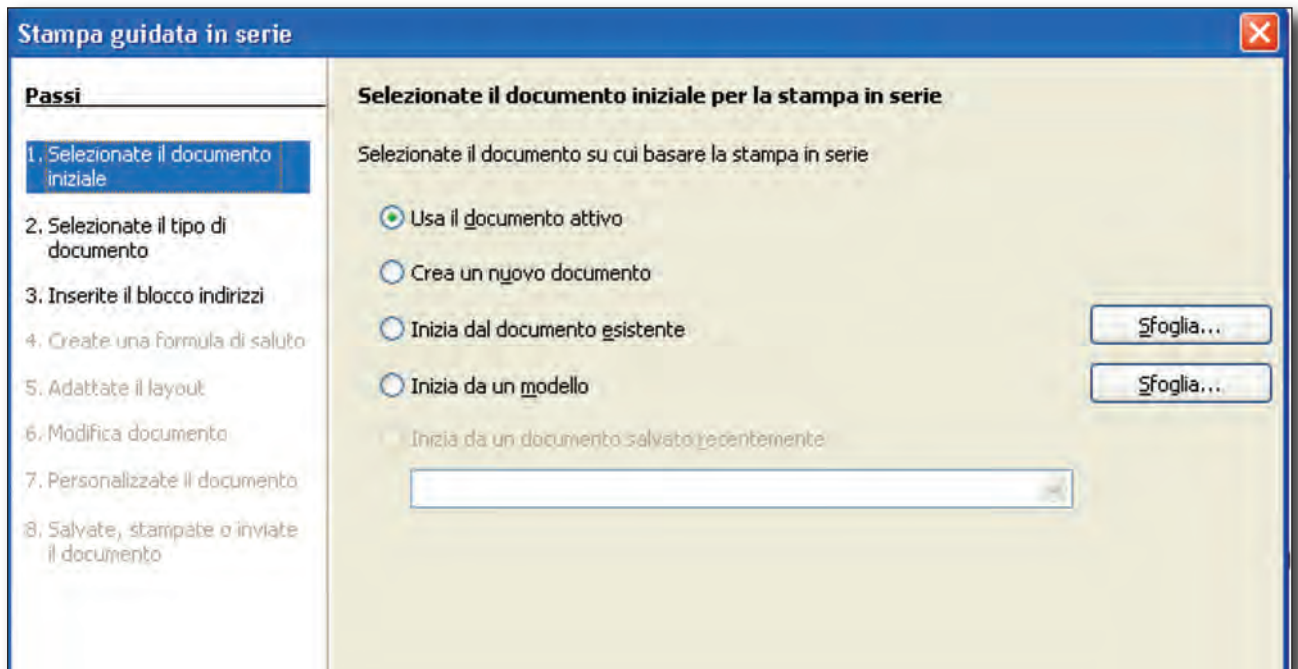 Stampa guidata in serie
Passi
1. Selezionate il documento
iniziale
2. Selezionate il tipo di
documento
3. Inserite il blocco indirizzi
4. Create una formula di saluto
5. Adattate il layout
6. Modifica documento
7. Personalizzate il documento
8. Salvate, stampate o inviate
il documento
Selezionate il documento iniziale per la stampa in serie
Selezionate il documento su cui basare la stampa in serie
Usa il documento attivo
Crea un nuovo documento
Inizia dal documento esistente
Sfoglia...
Inizia da un modello
Sfoglia...
Inizia da un documento salvato recentemente